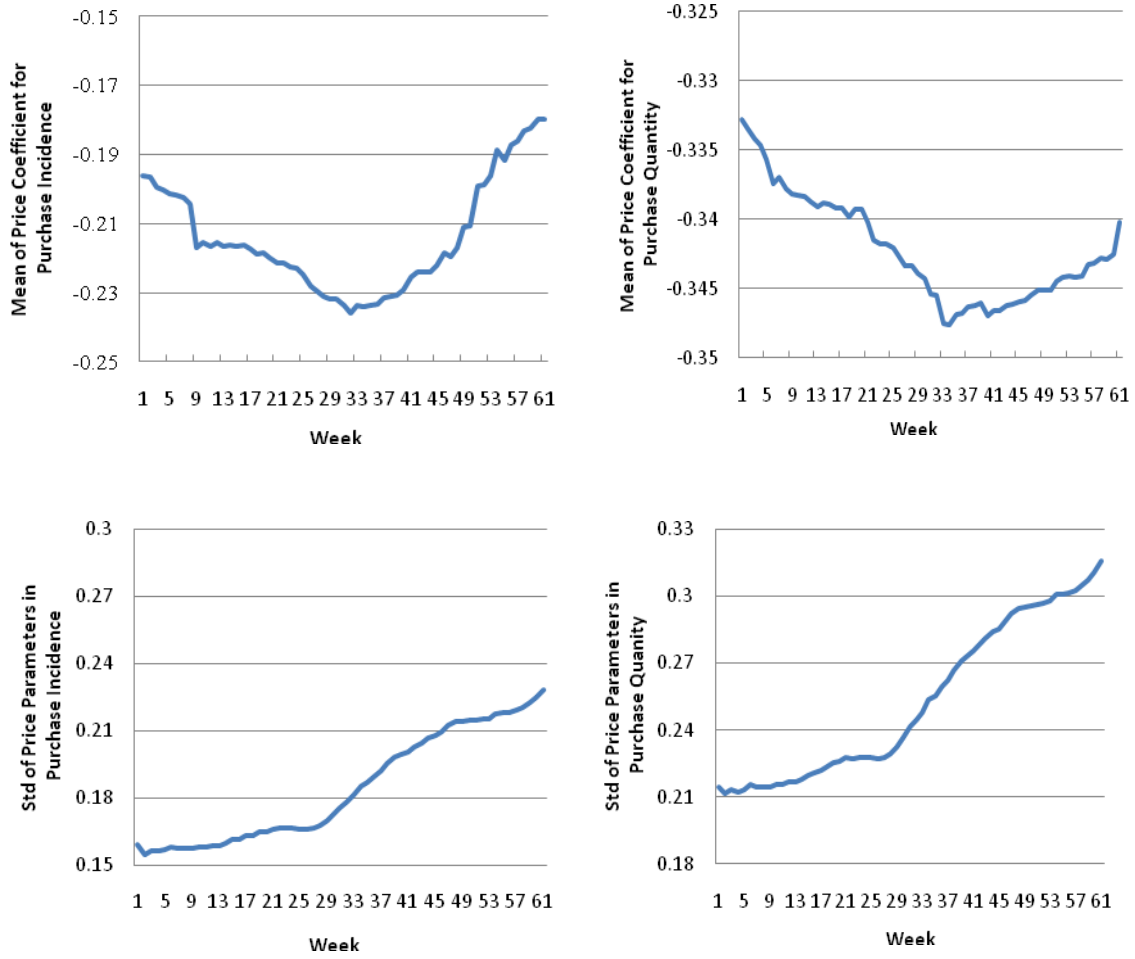 Mean of Price Coefficient for
Purchase Incidence
-0.15
-0.17
-0.19
-0.21
-0.23
-0.25
1 5 9 13 17 21 25 29 33 37 41 45 49 53 57 61
Week
Mean of Price Coefficient for
Purchase Quantity
-0.325
-0.33
-0.335
-0.34
-0.345
-0.35
1 5 9 13 17 21 25 29 33 37 41 45 49 53 57 61
Week
Std of Price Parameters in
Purchase Incidence
0.3
0.27
0.24
0.21
0.18
0.15
1 5 9 13 17 21 25 29 33 37 41 45 49 53 57 61
Week
Std of Price Parameters in
Purchase Quanity
0.33
0.3
0.27
0.24
0.21
0.18
1 5 9 13 17 21 25 29 33 37 41 45 49 53 57 61
Week